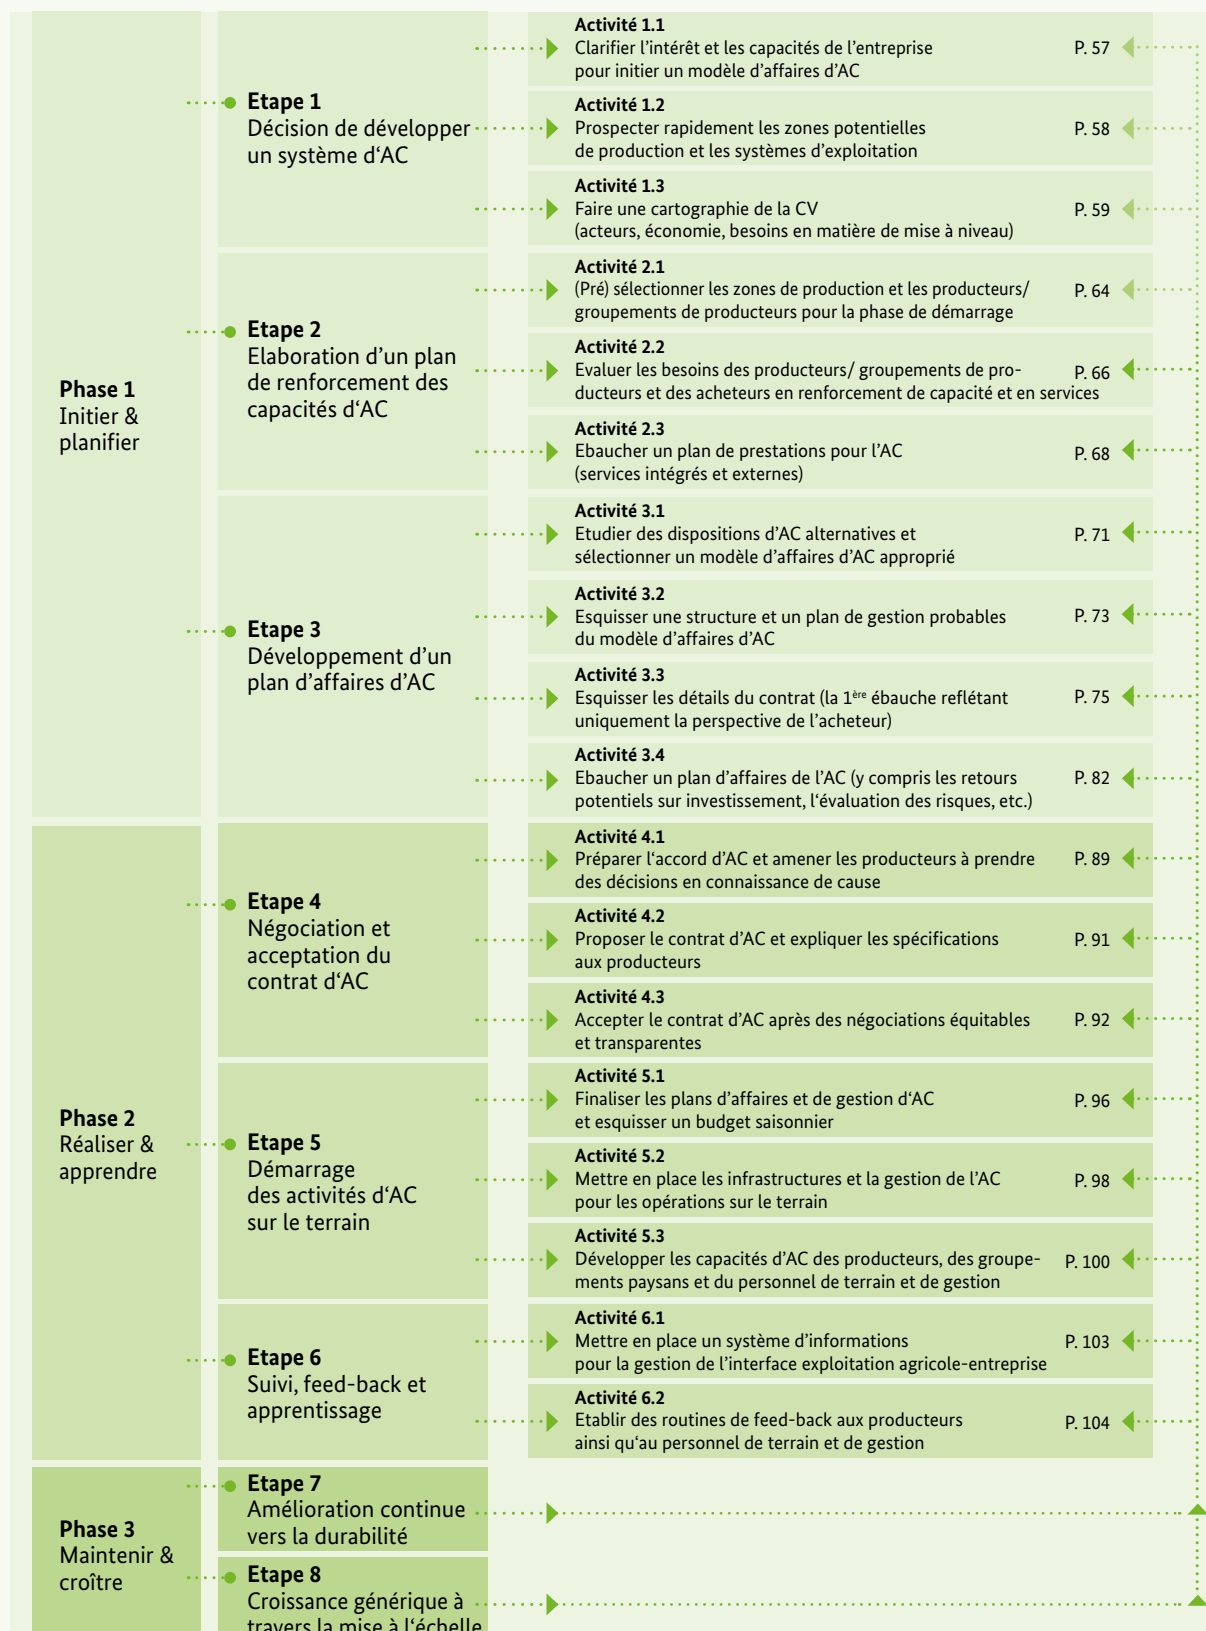 Phase 1
Initier &
planifier
Etape 1
Décision de développer
un système d‘AC
Activité 1.1
Clarifier l’intérêt et les capacités de l’entreprise
pour initier un modèle d’affaires d’AC
P. 57
Activité 1.2
Prospecter rapidement les zones potentielles
de production et les systèmes d’exploitation
P. 58
Activité 1.3
Faire une cartographie de la CV
(acteurs, économie, besoins en matière de mise à niveau)
P. 59
Etape 2
Elaboration d’un plan
de renforcement des
capacités d‘AC
Activité 2.1
(Pré) sélectionner les zones de production et les producteurs/
groupements de producteurs pour la phase de démarrage
P. 64
Activité 2.2
Evaluer les besoins des producteurs/ groupements de pro-
ducteurs et des acheteurs en renforcement de capacité et en services
P. 66
Activité 2.3
Ebaucher un plan de prestations pour l’AC
(services intégrés et externes)
P. 68
Etape 3
Développement d’un
plan d’affaires d’AC
Activité 3.1
Etudier des dispositions d’AC alternatives et
sélectionner un modèle d’affaires d’AC approprié
P. 71
Activité 3.2
Esquisser une structure et un plan de gestion probables
du modèle d’affaires d’AC
P. 73
Activité 3.3
Esquisser les détails du contrat (la 1ère ébauche reflétant
uniquement la perspective de l’acheteur)
P. 75
Activité 3.4
Ebaucher un plan d’affaires de l’AC (y compris les retours
potentiels sur investissement, l‘évaluation des risques, etc.)
P. 82
Phase 2
Réaliser &
apprendre
Etape 4
Négociation et
acceptation du
contrat d‘AC
Activité 4.1
Préparer l‘accord d’AC et amener les producteurs à prendre
des décisions en connaissance de cause
P. 89
Activité 4.2
Proposer le contrat d’AC et expliquer les spécifications
aux producteurs
P. 91
Activité 4.3
Accepter le contrat d’AC après des négociations équitables
et transparentes
P. 92
Etape 5
Démarrage
des activités d‘AC
sur le terrain
Activité 5.1
Finaliser les plans d’affaires et de gestion d‘AC
et esquisser un budget saisonnier
P. 96
Activité 5.2
Mettre en place les infrastructures et la gestion de l’AC
pour les opérations sur le terrain
P. 98
Activité 5.3
Développer les capacités d’AC des producteurs, des groupe-
ments paysans et du personnel de terrain et de gestion
P. 100
Etape 6
Suivi, feed-back et
apprentissage
Activité 6.1
Mettre en place un système d’informations
pour la gestion de l’interface exploitation agricole-entreprise
P. 103
Activité 6.2
Etablir des routines de feed-back aux producteurs
ainsi qu‘au personnel de terrain et de gestion
P. 104
Phase 3
Maintenir &
croître
Etape 7
Amélioration continue
vers la durabilité
Etape 8
Croissance générique à
travers la mise à l‘échelle